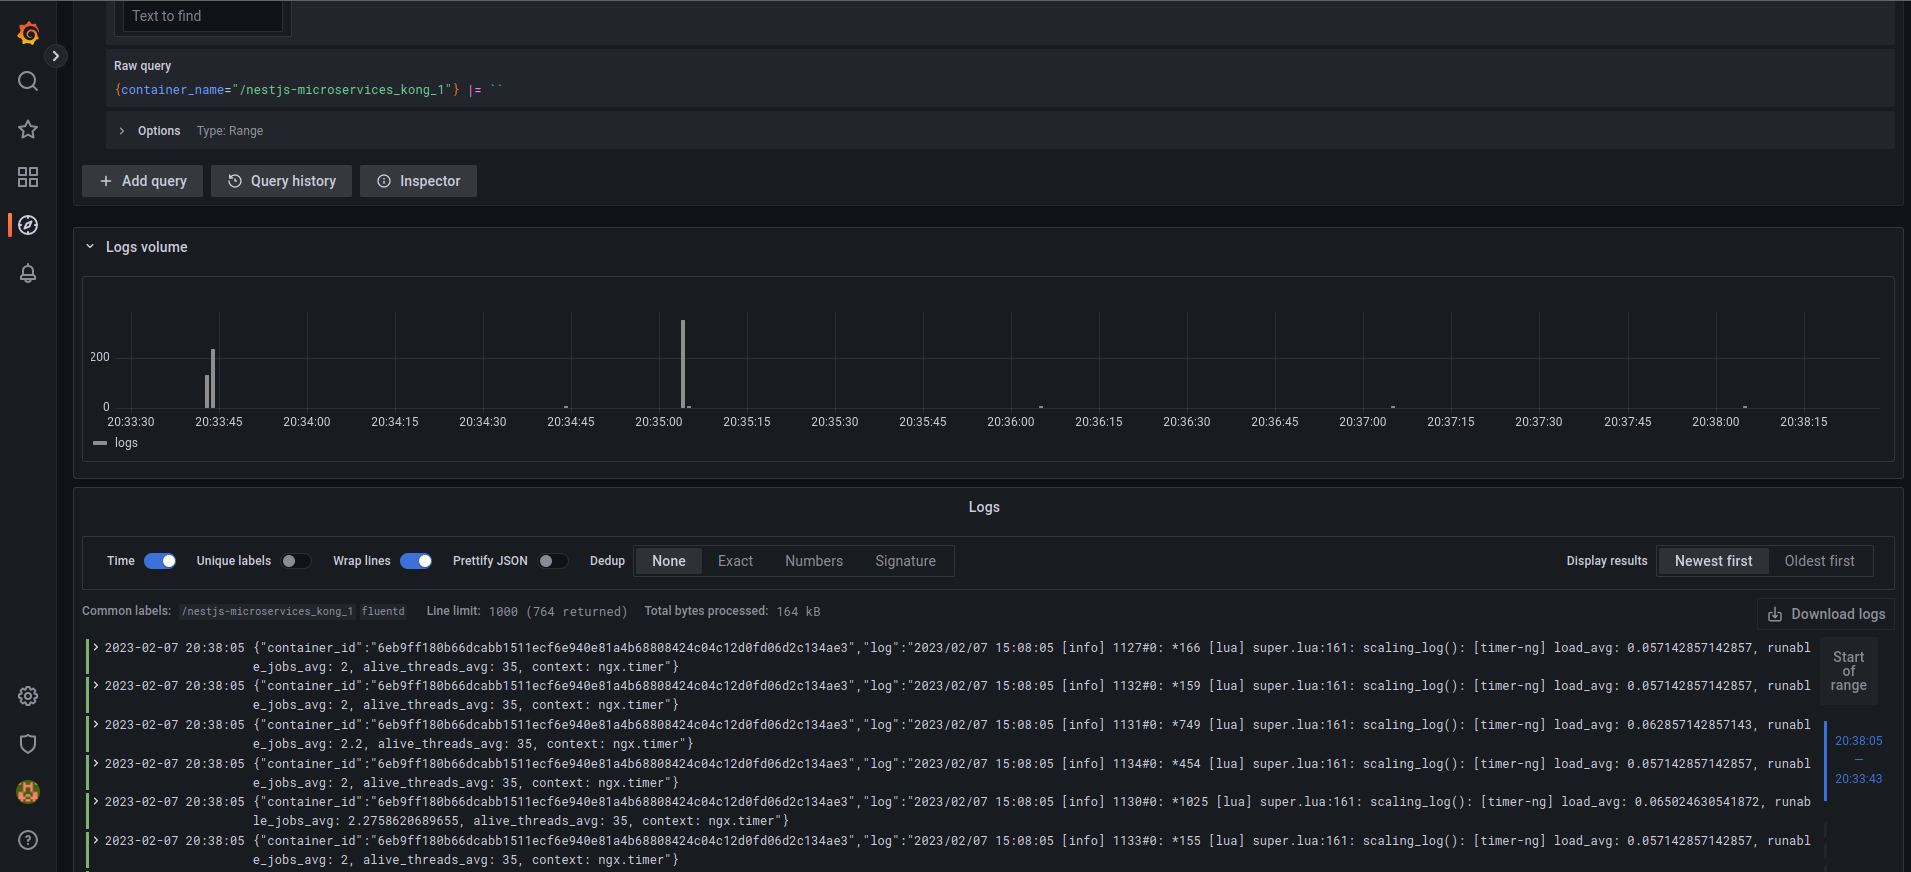 Text to find
Raw query
{container_name="/nestjs-microservices_kong_1"} |= ``
Options Type: Range
+ Add query Query history Inspector
Logs volume
200
0
20:33:30 20:33:45 20:34:00 20:34:15 20:34:30 20:34:45 20:35:00 20:35:15 20:35:30 20:35:45 20:36:00 20:36:15 20:36:30 20:36:45 20:37:00 20:37:15 20:37:30 20:37:45 20:38:00 20:38:15
logs
Logs
Time Unique labels Wrap lines Prettify JSON Dedup None Exact Numbers Signature Display results Newest first Oldest first
Common labels: /nestjs-microservices_kong_1 fluentd Line limit: 1000 (764 returned) Total bytes processed: 164 kB
Download logs
2023-02-07 20:38:05 {"container_id":"6eb9ff180b66dcabb1511ecf6e940e81a4b68808424c04c12d0fd06d2c134ae3","log":"2023/02/07 15:08:05 [info] 1127#0: *166 [lua] super.lua:161: scaling_log(): [timer-ng] load_avg: 0.057142857142857, runabl
e_jobs_avg: 2, alive_threads_avg: 35, context: ngx.timer"}
2023-02-07 20:38:05 {"container_id":"6eb9ff180b66dcabb1511ecf6e940e81a4b68808424c04c12d0fd06d2c134ae3","log":"2023/02/07 15:08:05 [info] 1132#0: *159 [lua] super.lua:161: scaling_log(): [timer-ng] load_avg: 0.057142857142857, runabl
e_jobs_avg: 2, alive_threads_avg: 35, context: ngx.timer"}
2023-02-07 20:38:05 {"container_id":"6eb9ff180b66dcabb1511ecf6e940e81a4b68808424c04c12d0fd06d2c134ae3","log":"2023/02/07 15:08:05 [info] 1131#0: *749 [lua] super.lua:161: scaling_log(): [timer-ng] load_avg: 0.062857142857143, runabl
e_jobs_avg: 2.2, alive_threads_avg: 35, context: ngx.timer"}
2023-02-07 20:38:05 {"container_id":"6eb9ff180b66dcabb1511ecf6e940e81a4b68808424c04c12d0fd06d2c134ae3","log":"2023/02/07 15:08:05 [info] 1134#0: *454 [lua] super.lua:161: scaling_log(): [timer-ng] load_avg: 0.057142857142857, runabl
e_jobs_avg: 2, alive_threads_avg: 35, context: ngx.timer"}
2023-02-07 20:38:05 {"container_id":"6eb9ff180b66dcabb1511ecf6e940e81a4b68808424c04c12d0fd06d2c134ae3","log":"2023/02/07 15:08:05 [info] 1130#0: *1025 [lua] super.lua:161: scaling_log(): [timer-ng] load_avg: 0.065024630541872, runab
le_jobs_avg: 2.2758620689655, alive_threads_avg: 35, context: ngx.timer"}
2023-02-07 20:38:05 {"container_id":"6eb9ff180b66dcabb1511ecf6e940e81a4b68808424c04c12d0fd06d2c134ae3","log":"2023/02/07 15:08:05 [info] 1133#0: *155 [lua] super.lua:161: scaling_log(): [timer-ng] load_avg: 0.057142857142857, runabl
e_jobs_avg: 2, alive_threads_avg: 35, context: ngx.timer"}
Start
of
range
20:38:05
—
20:33:43